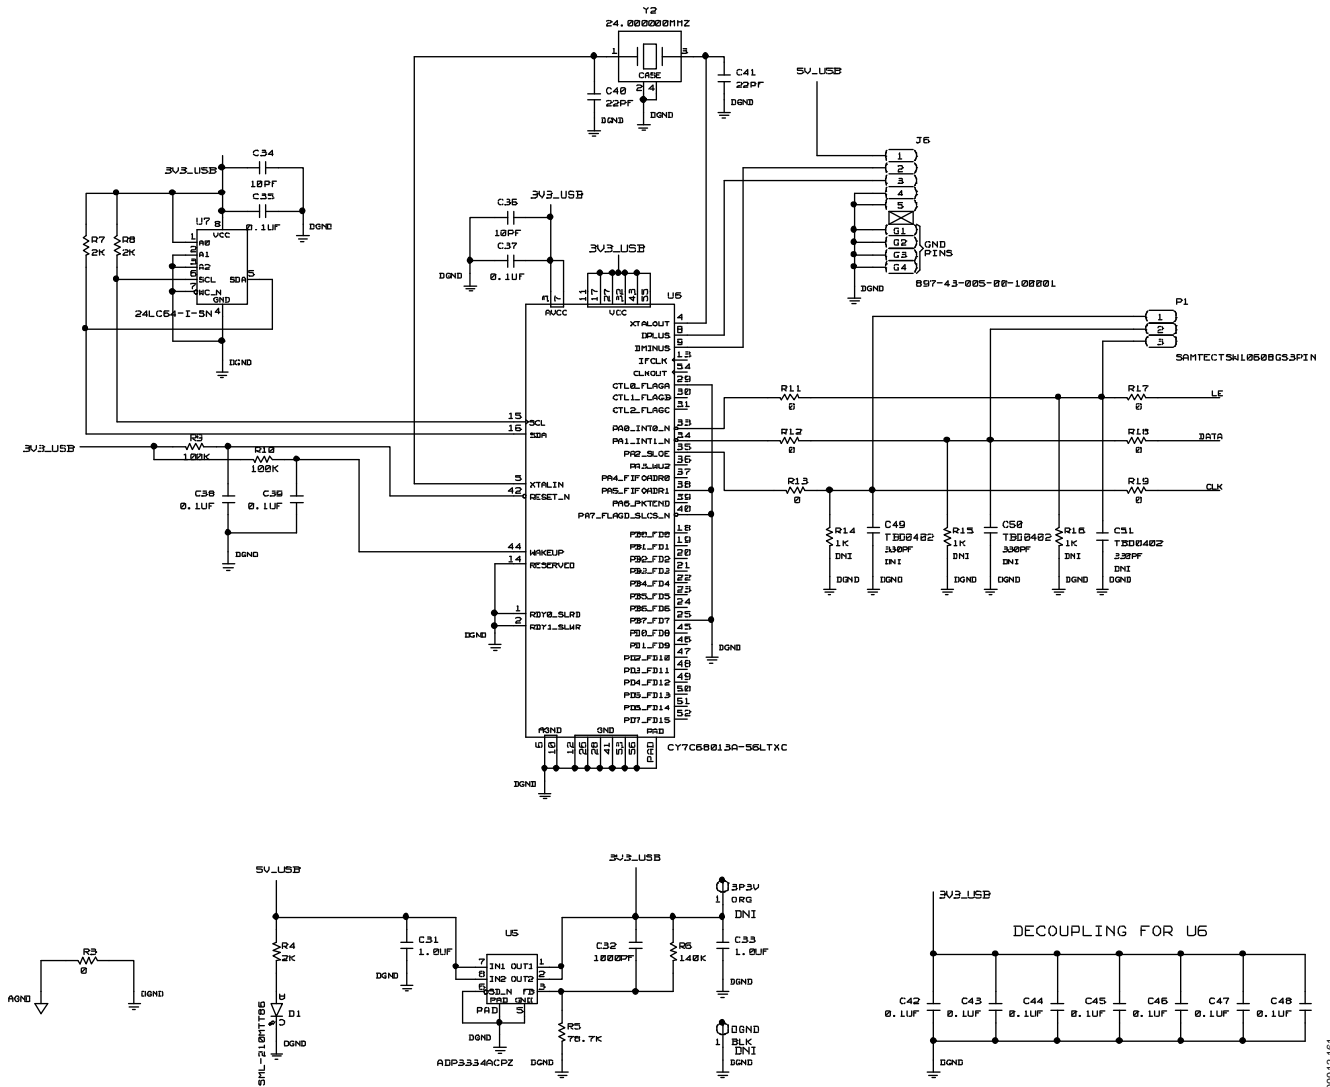 Y2
24.000000MHZ
1
3
CASE
2 4
C40
22PF
DGND
DGND
C41
22PF
DGND
5V_USB
J6
1
2
3
4
5
G1
G2
G3
G4
GND
PINS
DGND
897-43-005-00-100001
3V3_USB
C34
10PF
C35
0.1UF
DGND
U7
8
VCC
R7
2K
R8
2K
1
A0
2
A1
3
A2
6
SCL
SDA
5
7
WC_N
GND
4
24LC64-I-SN
DGND
3V3_USB
C36
10PF
C37
0.1UF
DGND
3V3_USB
3
7
11
17
27
32
43
55
AVCC
VCC
U6
XTALOUT
4
DPLUS
8
DMINUS
9
IFCLK
13
CLKOUT
54
CTL0_FLAGA
29
CTL1_FLAGB
30
CTL2_FLAGC
31
PA0_INT0_N
33
PA1_INT1_N
34
PA2_SLOE
35
PA3_WU2
36
PA4_FIFOADR0
37
PA5_FIFOADR1
38
PA6_PKTEND
39
PA7_FLAGD_SLCS_N
40
PB0_FD0
18
PB1_FD1
19
PB2_FD2
20
PB3_FD3
21
PB4_FD4
22
PB5_FD5
23
PB6_FD6
24
PB7_FD7
25
PD0_FD8
45
PD1_FD9
46
PD2_FD10
47
PD3_FD11
48
PD4_FD12
49
PD5_FD13
50
PD6_FD14
51
PD7_FD15
52
15
SCL
16
SDA
5
XTALIN
42
RESET_N
44
WAKEUP
14
RESERVED
1
RDY0_SLRD
2
RDY1_SLWR
DGND
DGND
AGND
GND
PAD
6
10
12
26
28
41
53
56
PAD
CY7C68013A-56LTXC
DGND
3V3_USB
R9
100K
R10
100K
C38
0.1UF
C39
0.1UF
DGND
P1
1
2
3
SAMTECTSW10608GS3PIN
R11
0
R17
0
LE
R12
0
R18
0
DATA
R13
0
R19
0
CLK
R14
1K
DNI
DGND
C49
TBD0402
330PF
DNI
DGND
R15
1K
DNI
DGND
C50
TBD0402
330PF
DNI
DGND
R16
1K
DNI
DGND
C51
TBD0402
330PF
DNI
DGND
R3
0
AGND
DGND
5V_USB
R4
2K
D1
SML-210MTT86
DGND
C31
1.0UF
DGND
U5
7
IN1 OUT1
1
8
IN2 OUT2
2
6
SD_N
FB
3
PAD GND
PAD
5
DGND
ADP3334ACPZ
3V3_USB
C32
1000PF
R6
140K
R5
78.7K
DGND
3P3V
1
ORG
DNI
C33
1.0UF
DGND
DGND
1
BLK
DNI
DGND
3V3_USB
DECOUPLING FOR U6
C42
0.1UF
C43
0.1UF
C44
0.1UF
C45
0.1UF
C46
0.1UF
C47
0.1UF
C48
0.1UF
DGND